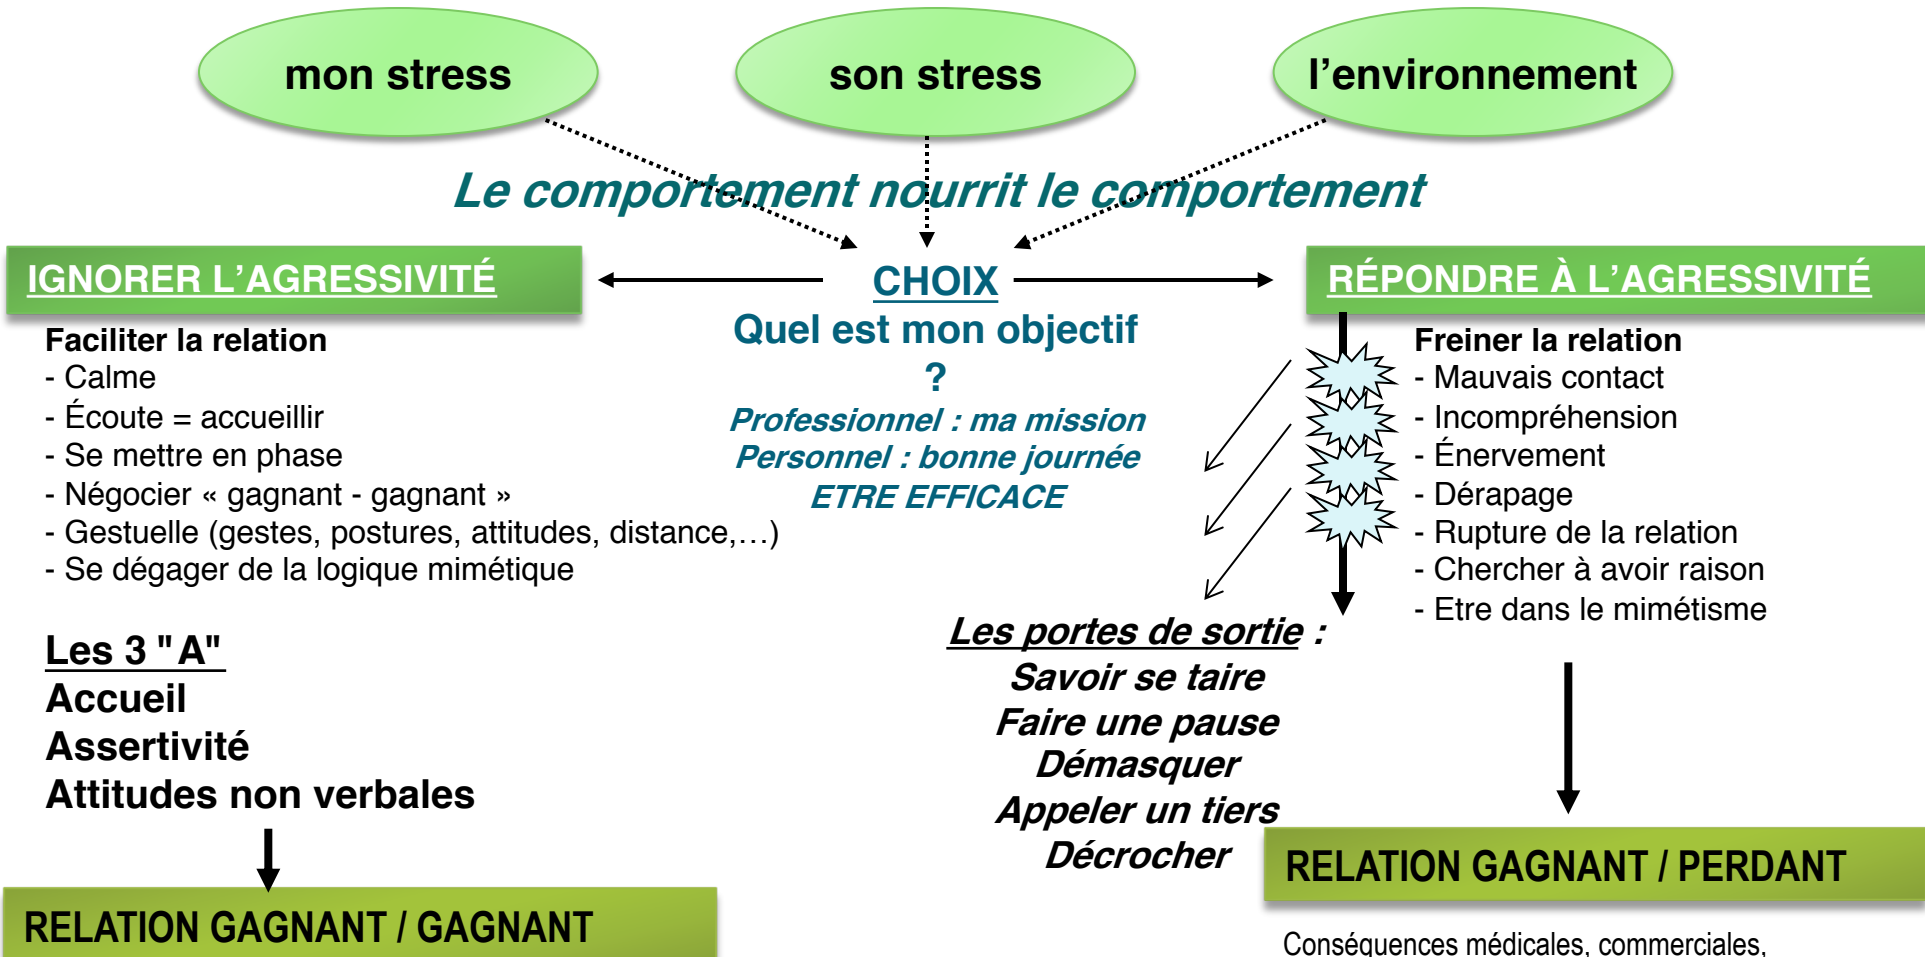 mon stress
son stress
l’environnement
Le comportement nourrit le comportement
IGNORER L’AGRESSIVITÉ
Faciliter la relation
- Calme
- Écoute = accueillir
- Se mettre en phase
- Négocier « gagnant - gagnant »
- Gestuelle (gestes, postures, attitudes, distance,…)
- Se dégager de la logique mimétique
Les 3 "A"
Accueil
Assertivité
Attitudes non verbales
RELATION GAGNANT / GAGNANT
CHOIX
Quel est mon objectif
?
Professionnel : ma mission
Personnel : bonne journée
ETRE EFFICACE
Les portes de sortie :
Savoir se taire
Faire une pause
Démasquer
Appeler un tiers
Décrocher
RÉPONDRE À L’AGRESSIVITÉ
Freiner la relation
- Mauvais contact
- Incompréhension
- Énervement
- Dérapage
- Rupture de la relation
- Chercher à avoir raison
- Etre dans le mimétisme
RELATION GAGNANT / PERDANT
Conséquences médicales, commerciales,